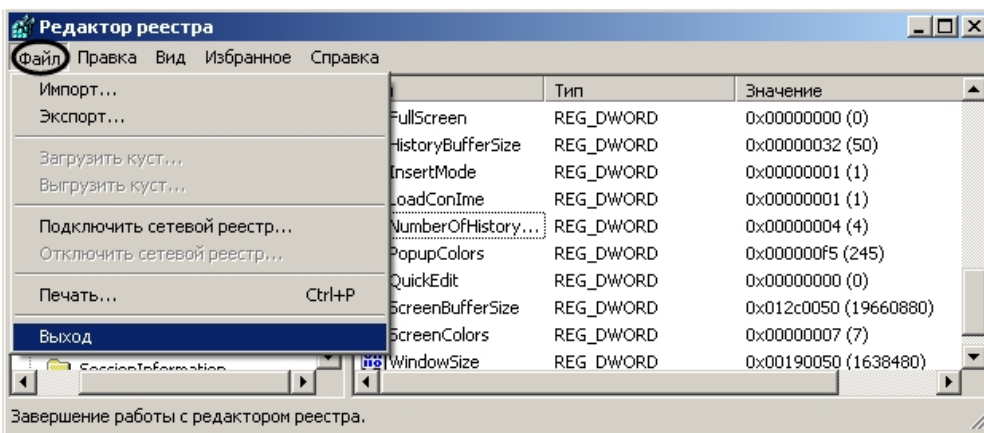 Редактор реестра
Файл Правка Вид Избранное Справка
Импорт...
Экспорт...
Загрузить куст...
Выгрузить куст...
Подключить сетевой реестр...
Отключить сетевой реестр...
Печать... Ctrl+P
Выход
Тип Значение
FullScreen REG_DWORD 0x00000000 (0)
HistoryBufferSize REG_DWORD 0x00000032 (50)
InsertMode REG_DWORD 0x00000001 (1)
LoadConIme REG_DWORD 0x00000001 (1)
NumberOfHistory... REG_DWORD 0x00000004 (4)
PopupColors REG_DWORD 0x000000f5 (245)
QuickEdit REG_DWORD 0x00000000 (0)
ScreenBufferSize REG_DWORD 0x012c0050 (19660880)
ScreenColors REG_DWORD 0x00000007 (7)
SessionInformation WindowSize REG_DWORD 0x00190050 (1638480)
Завершение работы с редактором реестра.